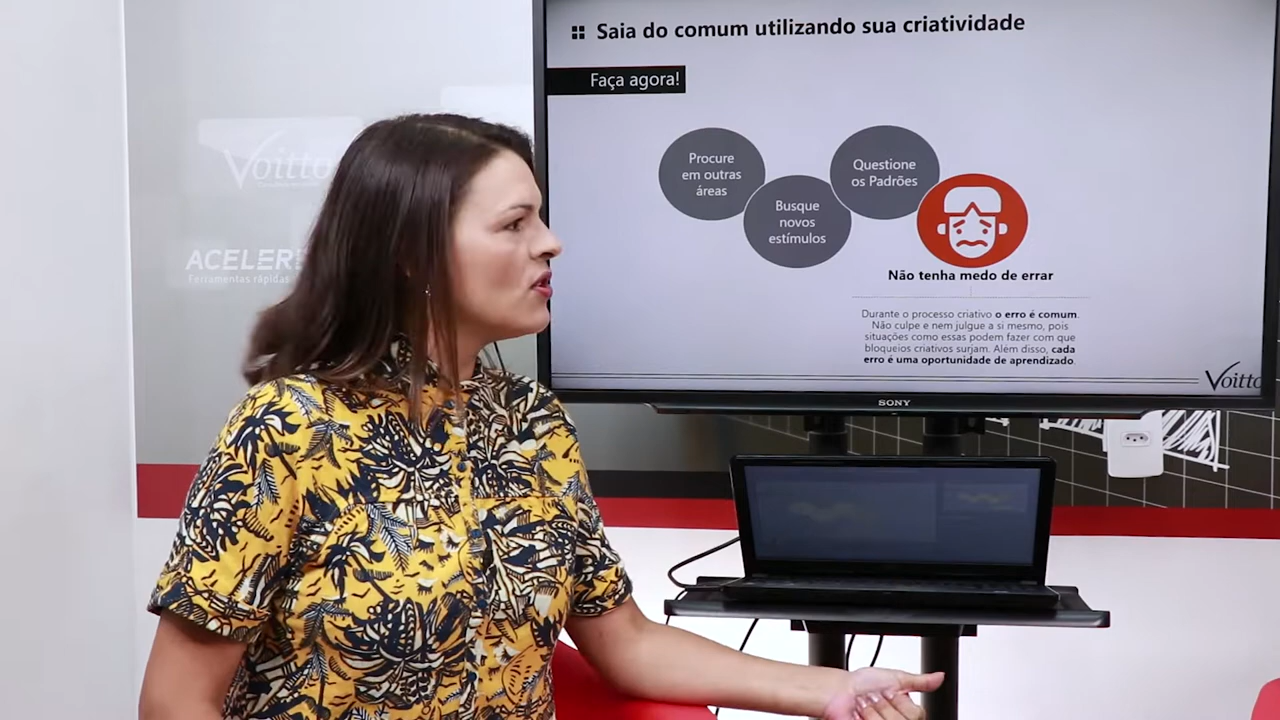 Saia do comum utilizando sua criatividade
Faça agora!
Procure
em outras
áreas
Busque
novos
estímulos
Questione
os Padrões
Não tenha medo de errar
Durante o processo criativo o erro é comum.
Não culpe e nem julgue a si mesmo, pois
situações como essas podem fazer com que
bloqueios criativos surjam. Além disso, cada
erro é uma oportunidade de aprendizado.
Voitto
SONY
Voitto
ACELERE
Ferramentas rápidas